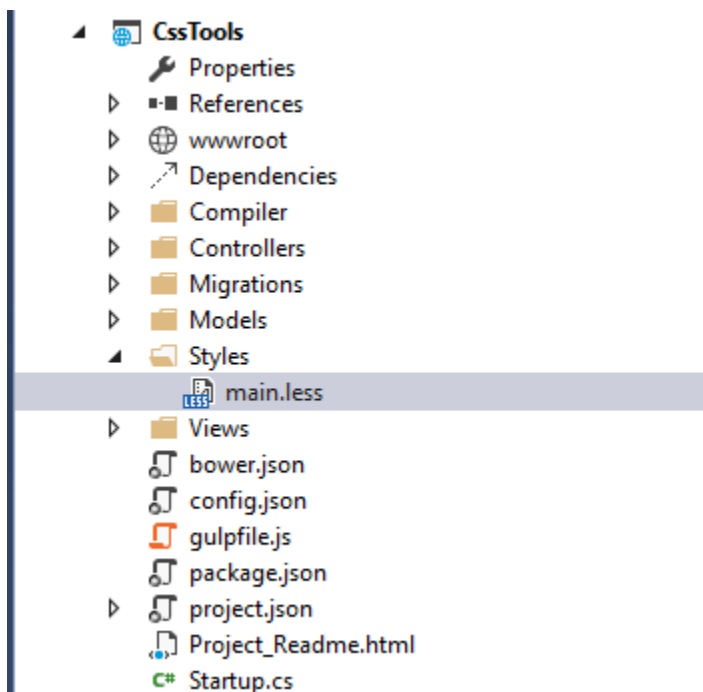 CssTools
Properties
References
wwwroot
Dependencies
Compiler
Controllers
Migrations
Models
Styles
LESS main.less
Views
bower.json
config.json
gulpfile.js
package.json
project.json
Project_Readme.html
C# Startup.cs